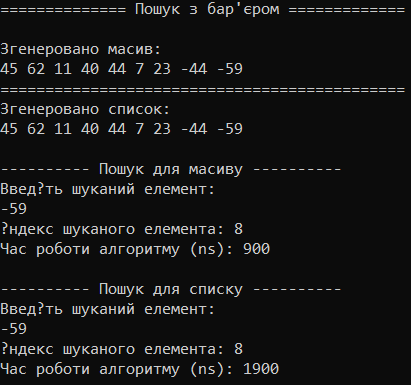 ============== Пошук з бар'єром =============
Згенеровано масив:
45 62 11 40 44 7 23 -44 -59
=============================================
Згенеровано список:
45 62 11 40 44 7 23 -44 -59
---------- Пошук для масиву ----------
Введ?ть шуканий елемент:
-59
?ндекс шуканого елемента: 8
Час роботи алгоритму (ns): 900
---------- Пошук для списку ----------
Введ?ть шуканий елемент:
-59
?ндекс шуканого елемента: 8
Час роботи алгоритму (ns): 1900